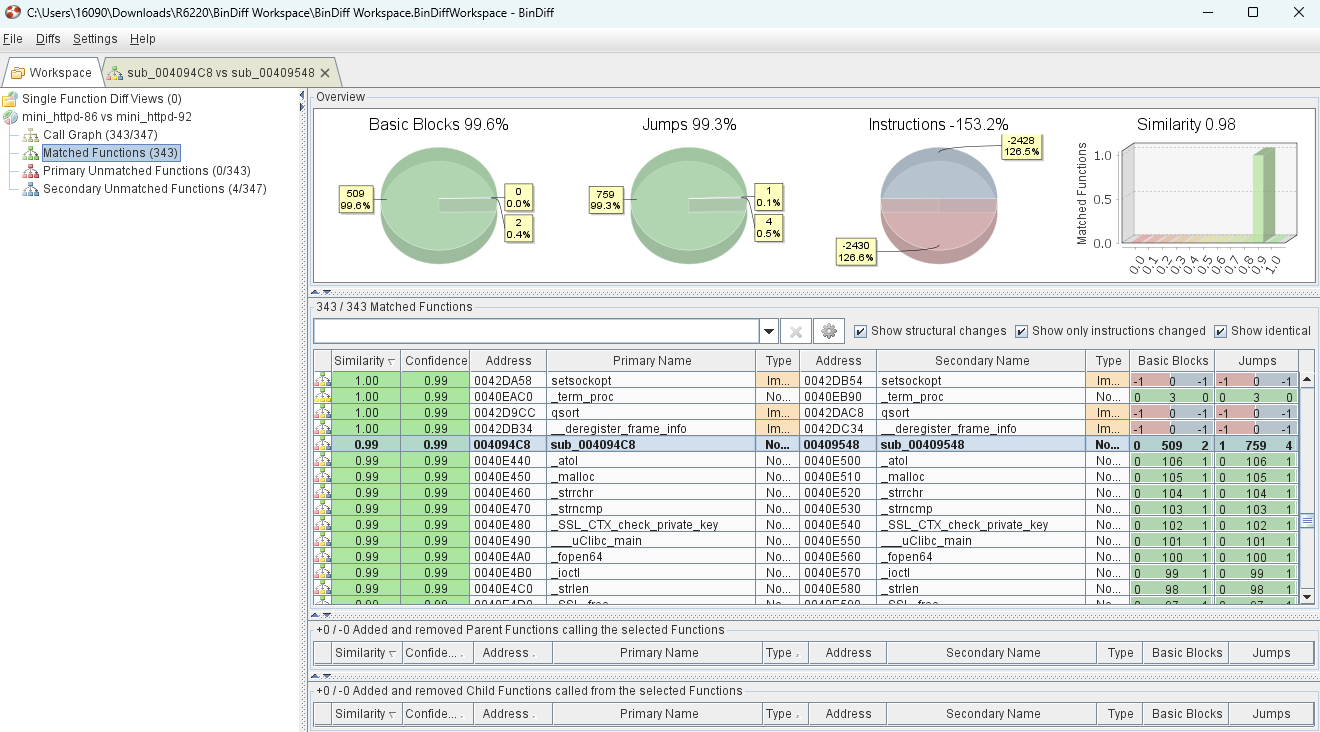 C:\Users\16090\Downloads\R6220\BinDiff Workspace\BinDiff Workspace.BinDiffWorkspace - BinDiff
File Diffs Settings Help
Workspace sub_004094C8 vs sub_00409548
Single Function Diff Views (0)
mini_httpd-86 vs mini_httpd-92
Call Graph (343/347)
Matched Functions (343)
Primary Unmatched Functions (0/343)
Secondary Unmatched Functions (4/347)
Overview
Basic Blocks 99.6%
509
99.6%
0
0.0%
2
0.4%
Jumps 99.3%
759
99.3%
1
0.1%
4
0.5%
Instructions -153.2%
-2428
126.5%
-2430
126.6%
Similarity 0.98
Matched Functions
1.0
0.5
0.0
0.0 0.1 0.2 0.3 0.4 0.5 0.6 0.7 0.8 0.9 1.0
343 / 343 Matched Functions
Show structural changes Show only instructions changed Show identical
Similarity Confidence Address Primary Name Type Address Secondary Name Type Basic Blocks Jumps
1.00 0.99 0042DA58 setsockopt Im... 0042DB54 setsockopt Im... -1 0 -1 -1 0 -1
1.00 0.99 0040EAC0 _term_proc No... 0040EB90 _term_proc No... 0 3 0 0 3 0
1.00 0.99 0042D9CC qsort Im... 0042DAC8 qsort Im... -1 0 -1 -1 0 -1
1.00 0.99 0042DB34 __deregister_frame_info Im... 0042DC34 __deregister_frame_info Im... -1 0 -1 -1 0 -1
0.99 0.99 004094C8 sub_004094C8 No... 00409548 sub_00409548 No... 0 509 2 1 759 4
0.99 0.99 0040E440 _atol No... 0040E500 _atol No... 0 106 1 0 106 1
0.99 0.99 0040E450 _malloc No... 0040E510 _malloc No... 0 105 1 0 105 1
0.99 0.99 0040E460 _strrchr No... 0040E520 _strrchr No... 0 104 1 0 104 1
0.99 0.99 0040E470 _strncmp No... 0040E530 _strncmp No... 0 103 1 0 103 1
0.99 0.99 0040E480 _SSL_CTX_check_private_key No... 0040E540 _SSL_CTX_check_private_key No... 0 102 1 0 102 1
0.99 0.99 0040E490 ___uClibc_main No... 0040E550 ___uClibc_main No... 0 101 1 0 101 1
0.99 0.99 0040E4A0 _fopen64 No... 0040E560 _fopen64 No... 0 100 1 0 100 1
0.99 0.99 0040E4B0 _ioctl No... 0040E570 _ioctl No... 0 99 1 0 99 1
0.99 0.99 0040E4C0 _strlen No... 0040E580 _strlen No... 0 98 1 0 98 1
+0 / -0 Added and removed Parent Functions calling the selected Functions
Similarity Confide... Address Primary Name Type Address Secondary Name Type Basic Blocks Jumps
+0 / -0 Added and removed Child Functions called from the selected Functions
Similarity Confide... Address Primary Name Type Address Secondary Name Type Basic Blocks Jumps